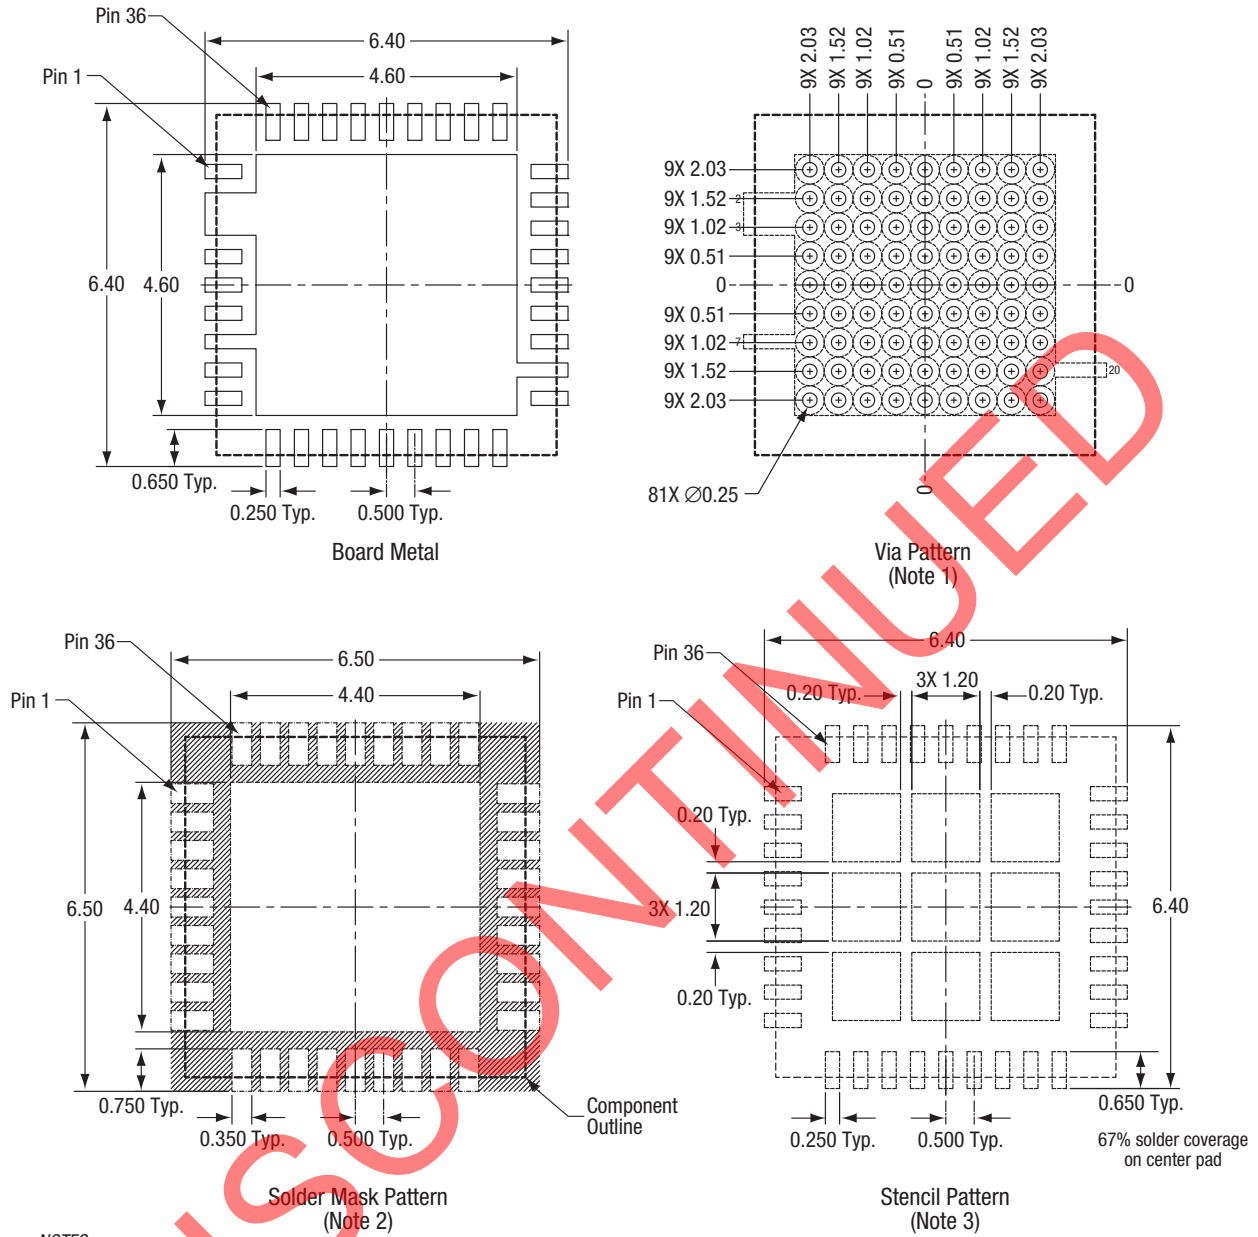 Pin 36
6.40
Pin 1
4.60
6.40
4.60
0.650 Typ.
0.250 Typ.
0.500 Typ.
Board Metal
9X 2.03
9X 1.52
9X 1.02
9X 0.51
0
9X 0.51
9X 1.02
9X 1.52
9X 2.03
9X 2.03
9X 1.52
2
9X 1.02
3
9X 0.51
0
0
9X 0.51
9X 1.02
7
9X 1.52
20
9X 2.03
81X ∅0.25
0
Via Pattern
(Note 1)
Pin 36
6.50
Pin 1
4.40
6.50
4.40
0.750 Typ.
0.350 Typ.
0.500 Typ.
Component
Outline
Solder Mask Pattern
(Note 2)
Pin 36
6.40
3X 1.20
Pin 1
0.20 Typ.
0.20 Typ.
0.20 Typ.
3X 1.20
6.40
0.20 Typ.
0.650 Typ.
0.250 Typ.
0.500 Typ.
67% solder coverage
on center pad
Stencil Pattern
(Note 3)
SCONTINUED